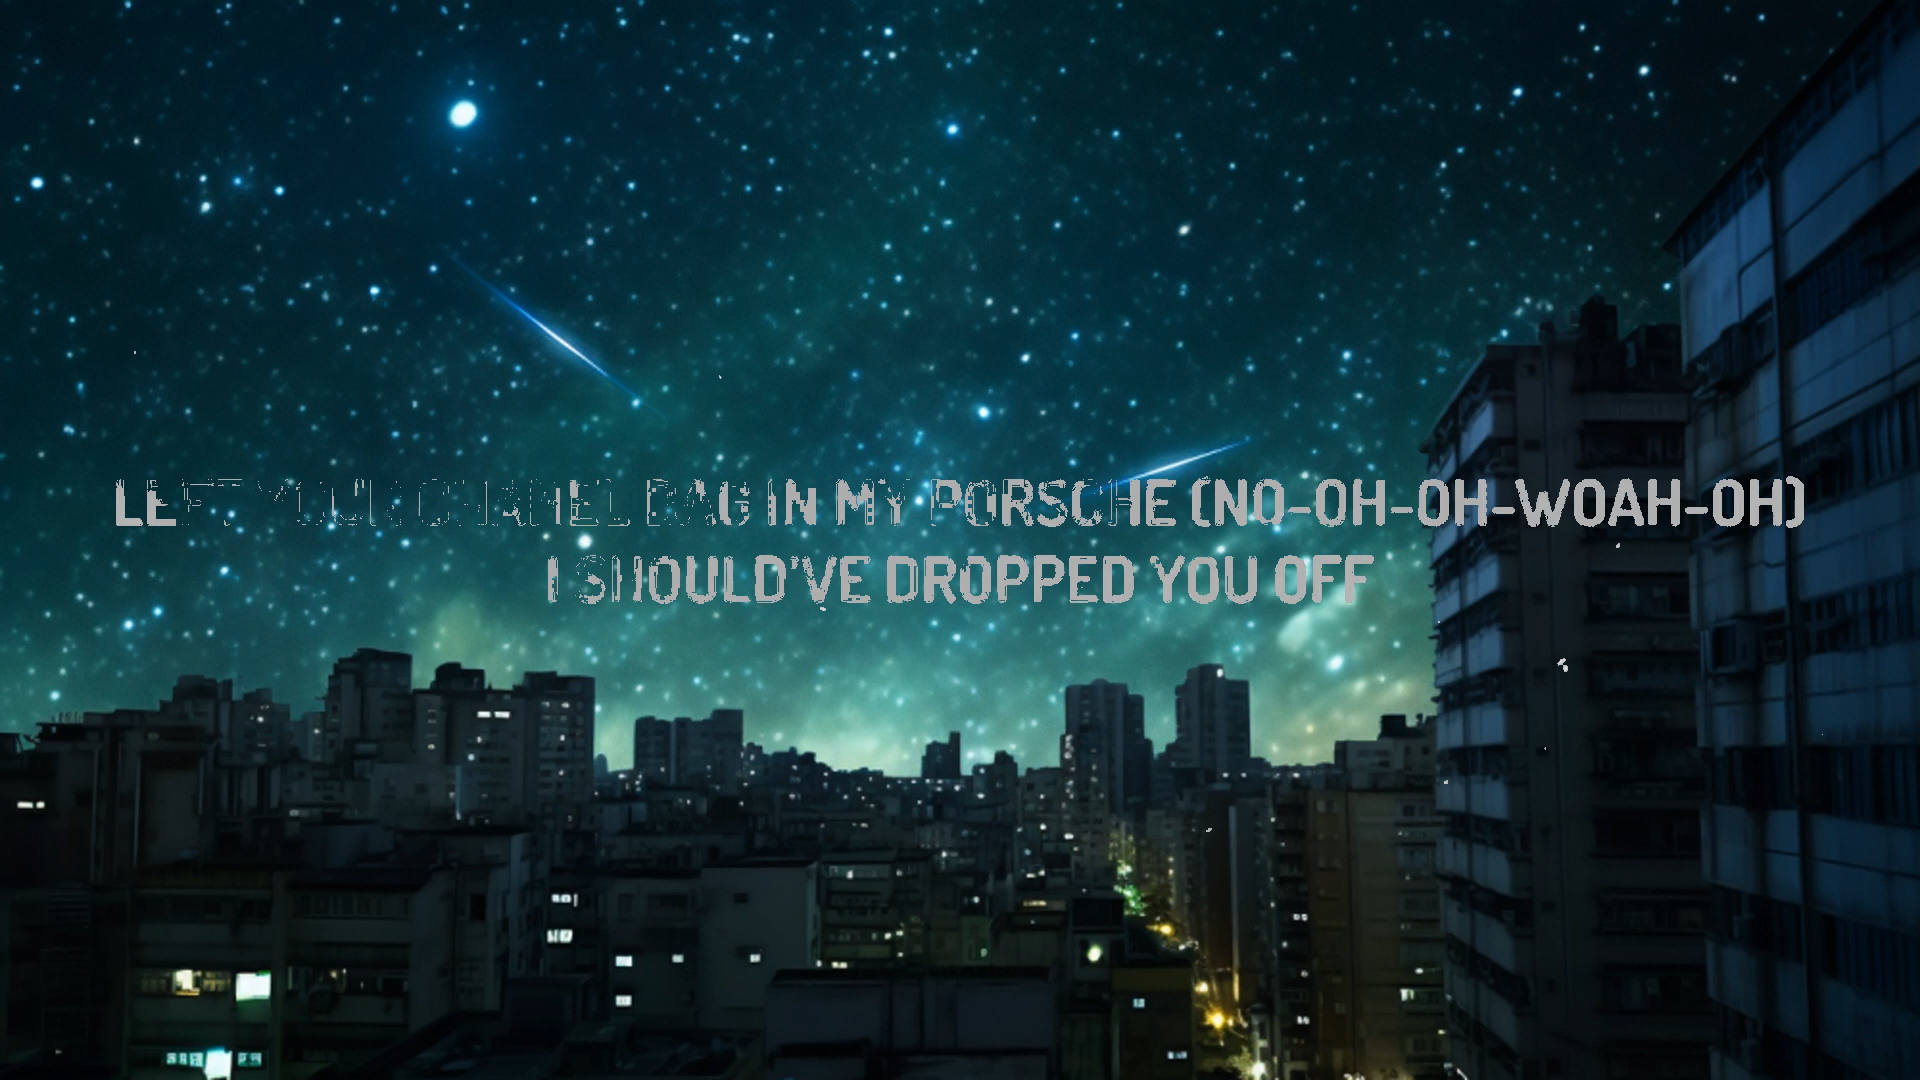 LEFT YOUR CHANEL BAG IN MY PORSCHE (NO-OH-OH-WOAH-OH)
I SHOULD'VE DROPPED YOU OFF